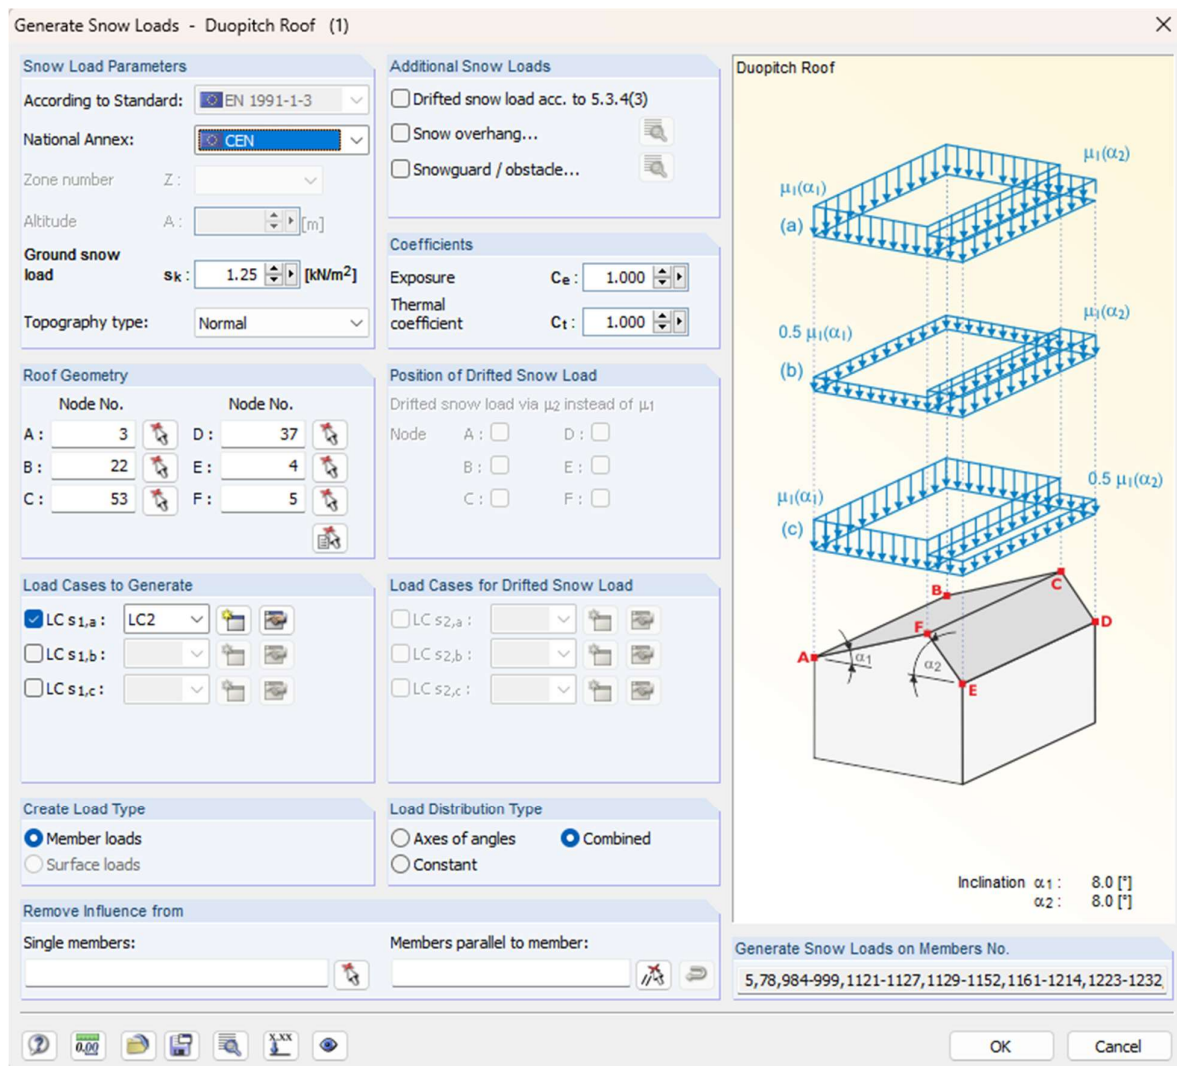 Generate Snow Loads - Duopitch Roof (1)
Snow Load Parameters
According to Standard: EN 1991-1-3
National Annex: CEN
Zone number Z :
Altitude A : [m]
Ground snow
load sk : 1.25 [kN/m2]
Topography type: Normal
Additional Snow Loads
Drifted snow load acc. to 5.3.4(3)
Snow overhang...
Snowguard / obstacle...
Coefficients
Exposure Ce : 1.000
Thermal
coefficient Ct : 1.000
Roof Geometry
Node No. Node No.
A : 3 D : 37
B : 22 E : 4
C : 53 F : 5
Position of Drifted Snow Load
Drifted snow load via μ2 instead of μ1
Node A : D :
B : E :
C : F :
Load Cases to Generate
LC s1,a : LC2
LC s1,b :
LC s1,c :
Load Cases for Drifted Snow Load
LC s2,a :
LC s2,b :
LC s2,c :
Create Load Type
Member loads
Surface loads
Load Distribution Type
Axes of angles Combined
Constant
Remove Influence from
Single members: Members parallel to member:
Duopitch Roof
μ1(α2)
μ1(α1)
(a)
μ1(α2)
0.5 μ1(α1)
(b)
0.5 μ1(α2)
μ1(α1)
(c)
B C
F D
A α1 α2
E
Inclination α1 : 8.0 [°]
α2 : 8.0 [°]
Generate Snow Loads on Members No.
5,78,984-999,1121-1127,1129-1152,1161-1214,1223-1232,
0.00 x.xx
OK Cancel